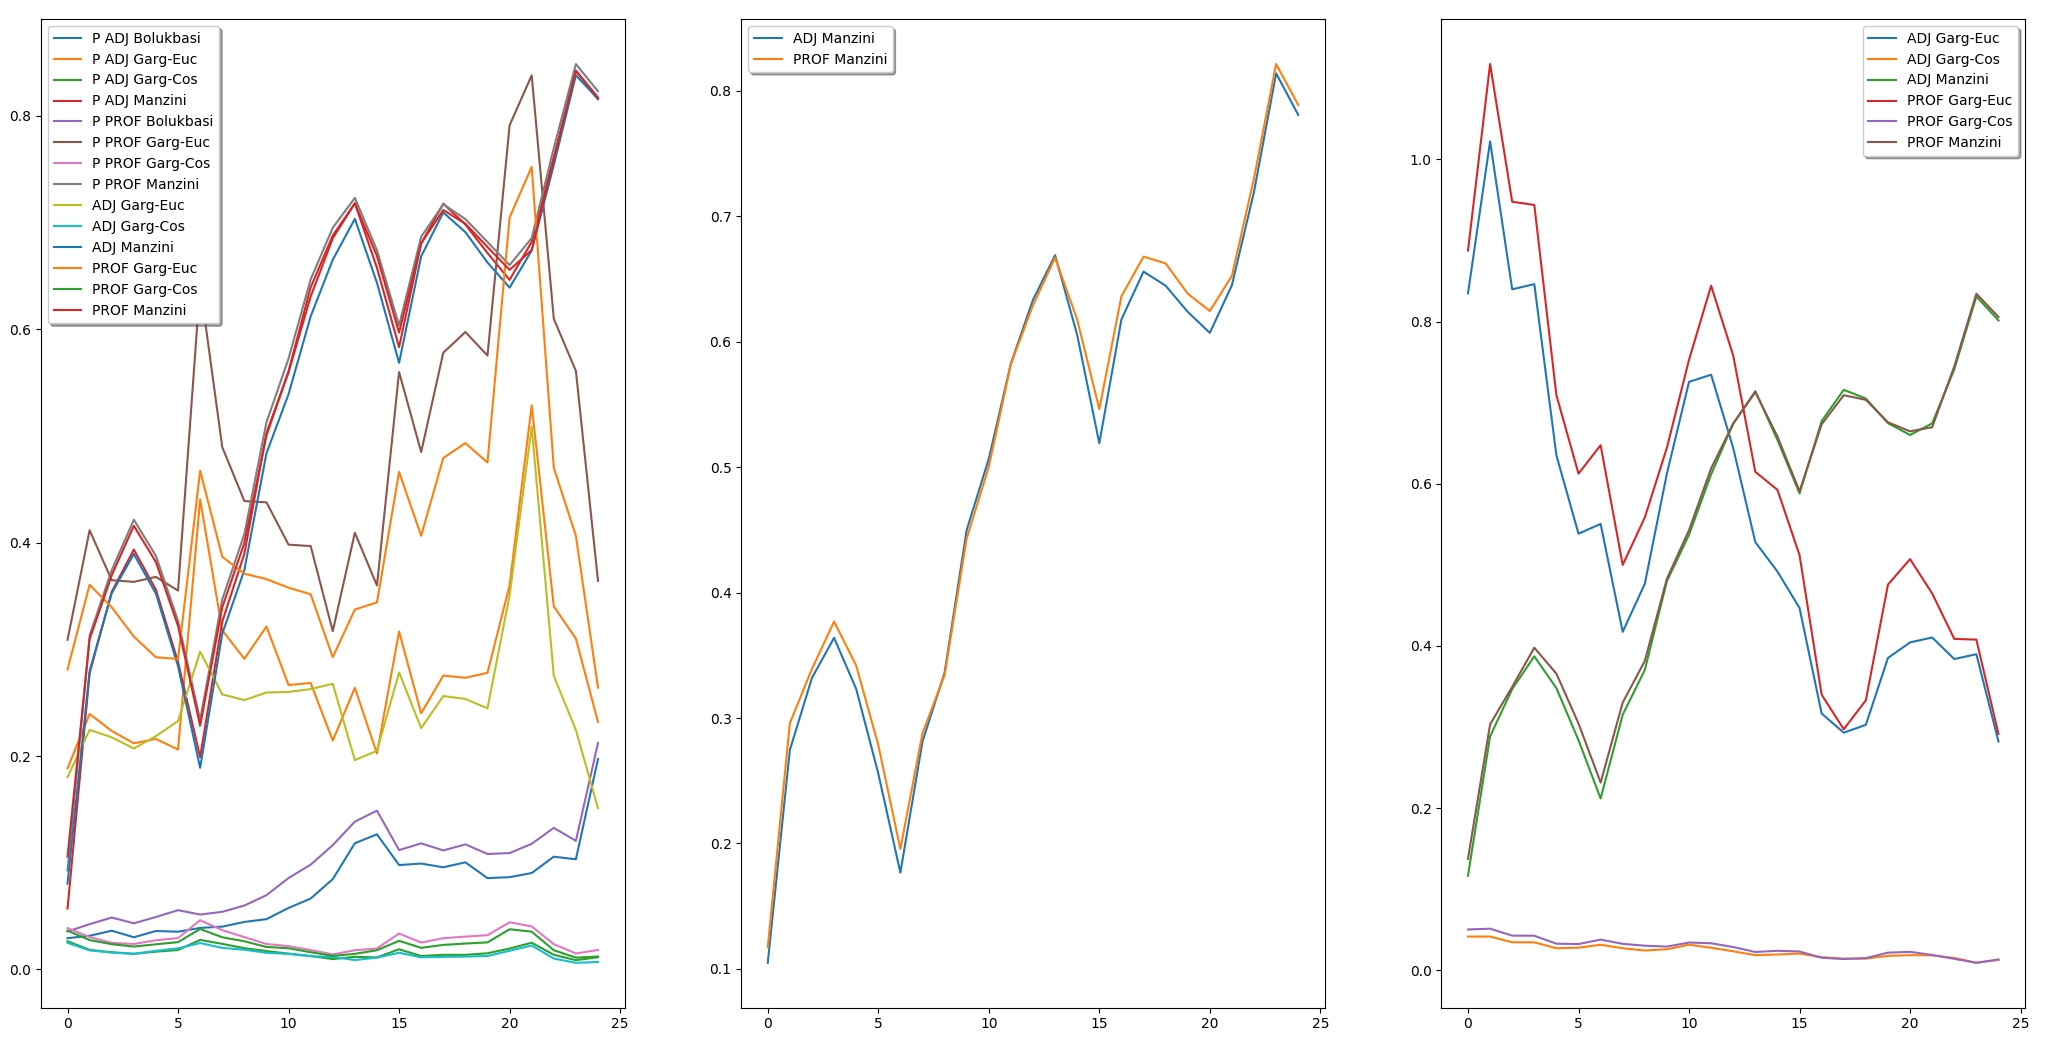 P ADJ Bolukbasi
P ADJ Garg-Euc
P ADJ Garg-Cos
P ADJ Manzini
P PROF Bolukbasi
P PROF Garg-Euc
P PROF Garg-Cos
P PROF Manzini
ADJ Garg-Euc
ADJ Garg-Cos
ADJ Manzini
PROF Garg-Euc
PROF Garg-Cos
PROF Manzini
0.8
0.6
0.4
0.2
0.0
0 5 10 15 20 25
ADJ Manzini
PROF Manzini
0.8
0.7
0.6
0.5
0.4
0.3
0.2
0.1
0 5 10 15 20 25
ADJ Garg-Euc
ADJ Garg-Cos
ADJ Manzini
PROF Garg-Euc
PROF Garg-Cos
PROF Manzini
1.0
0.8
0.6
0.4
0.2
0.0
0 5 10 15 20 25